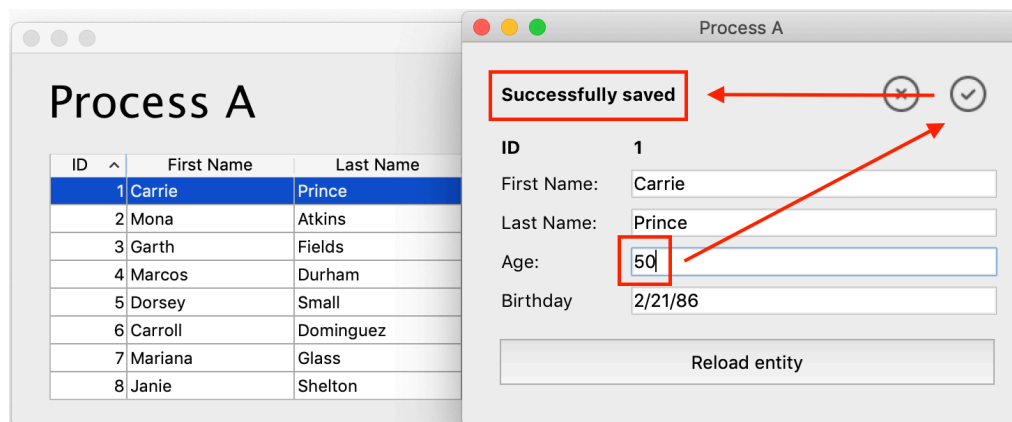 Process A
ID First Name Last Name
1 Carrie Prince
2 Mona Atkins
3 Garth Fields
4 Marcos Durham
5 Dorsey Small
6 Carroll Dominguez
7 Mariana Glass
8 Janie Shelton
Process A
Successfully saved
ID 1
First Name: Carrie
Last Name: Prince
Age: 50
Birthday 2/21/86
Reload entity